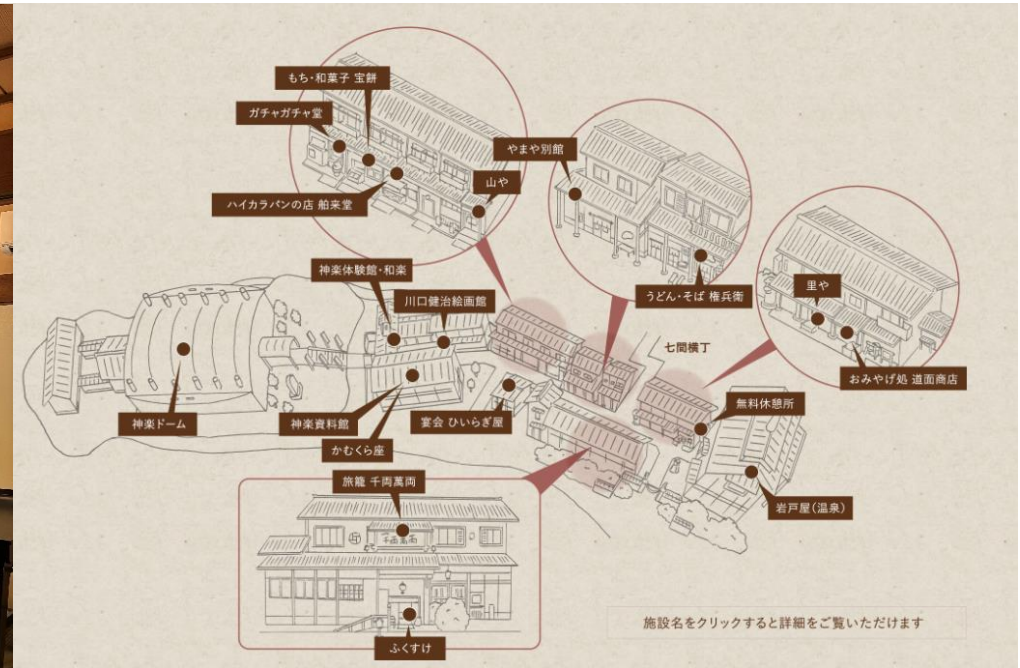 もち・和菓子 宝餅
ガチャガチャ堂
ハイカラパンの店 舶来堂
山や
やまや別館
うどん・そば 権兵衛
里や
おみやげ処 道面商店
神楽体験館・和楽
川口健治絵画館
七間横丁
無料休憩所
神楽ドーム
神楽資料館
かむくら座
宴会 ひいらぎ屋
岩戸屋(温泉)
旅籠 千両萬両
ふくすけ
施設名をクリックすると詳細をご覧いただけます